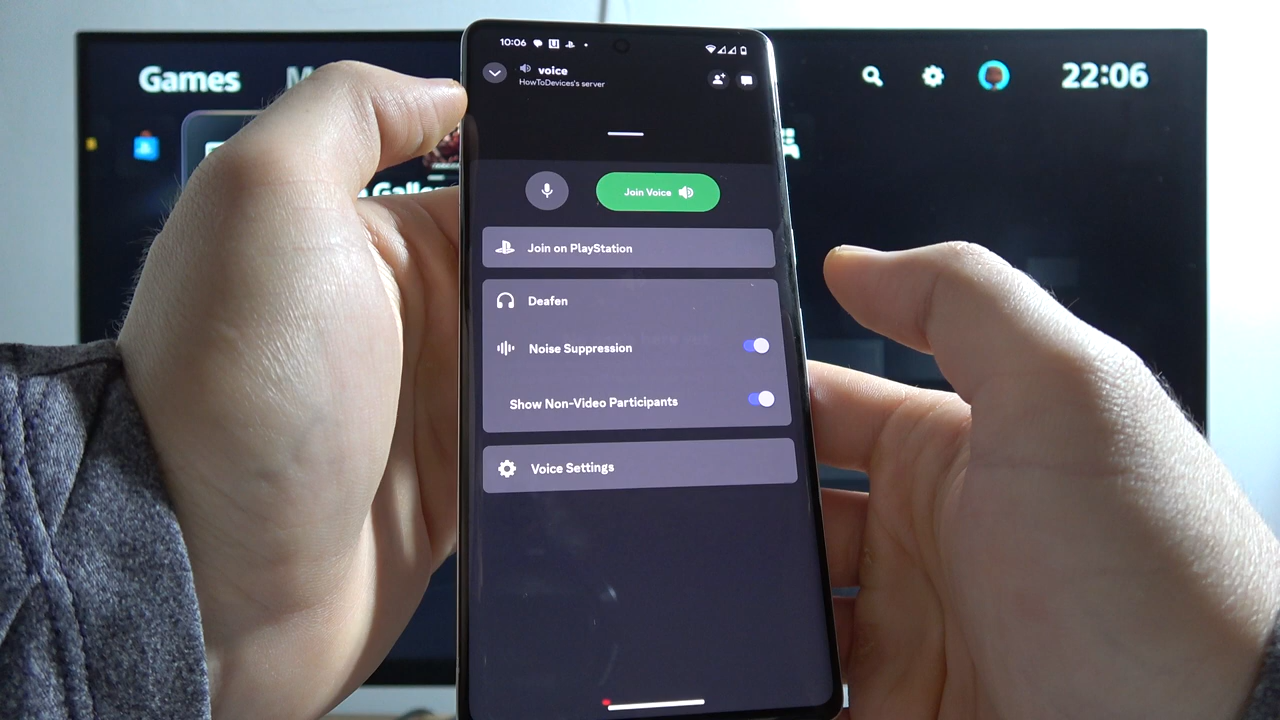 Games
M
22:06
Galler
10:06
voice
HowToDevices's server
Join Voice
Join on PlayStation
Deafen
Noise Suppression
Show Non-Video Participants
Voice Settings